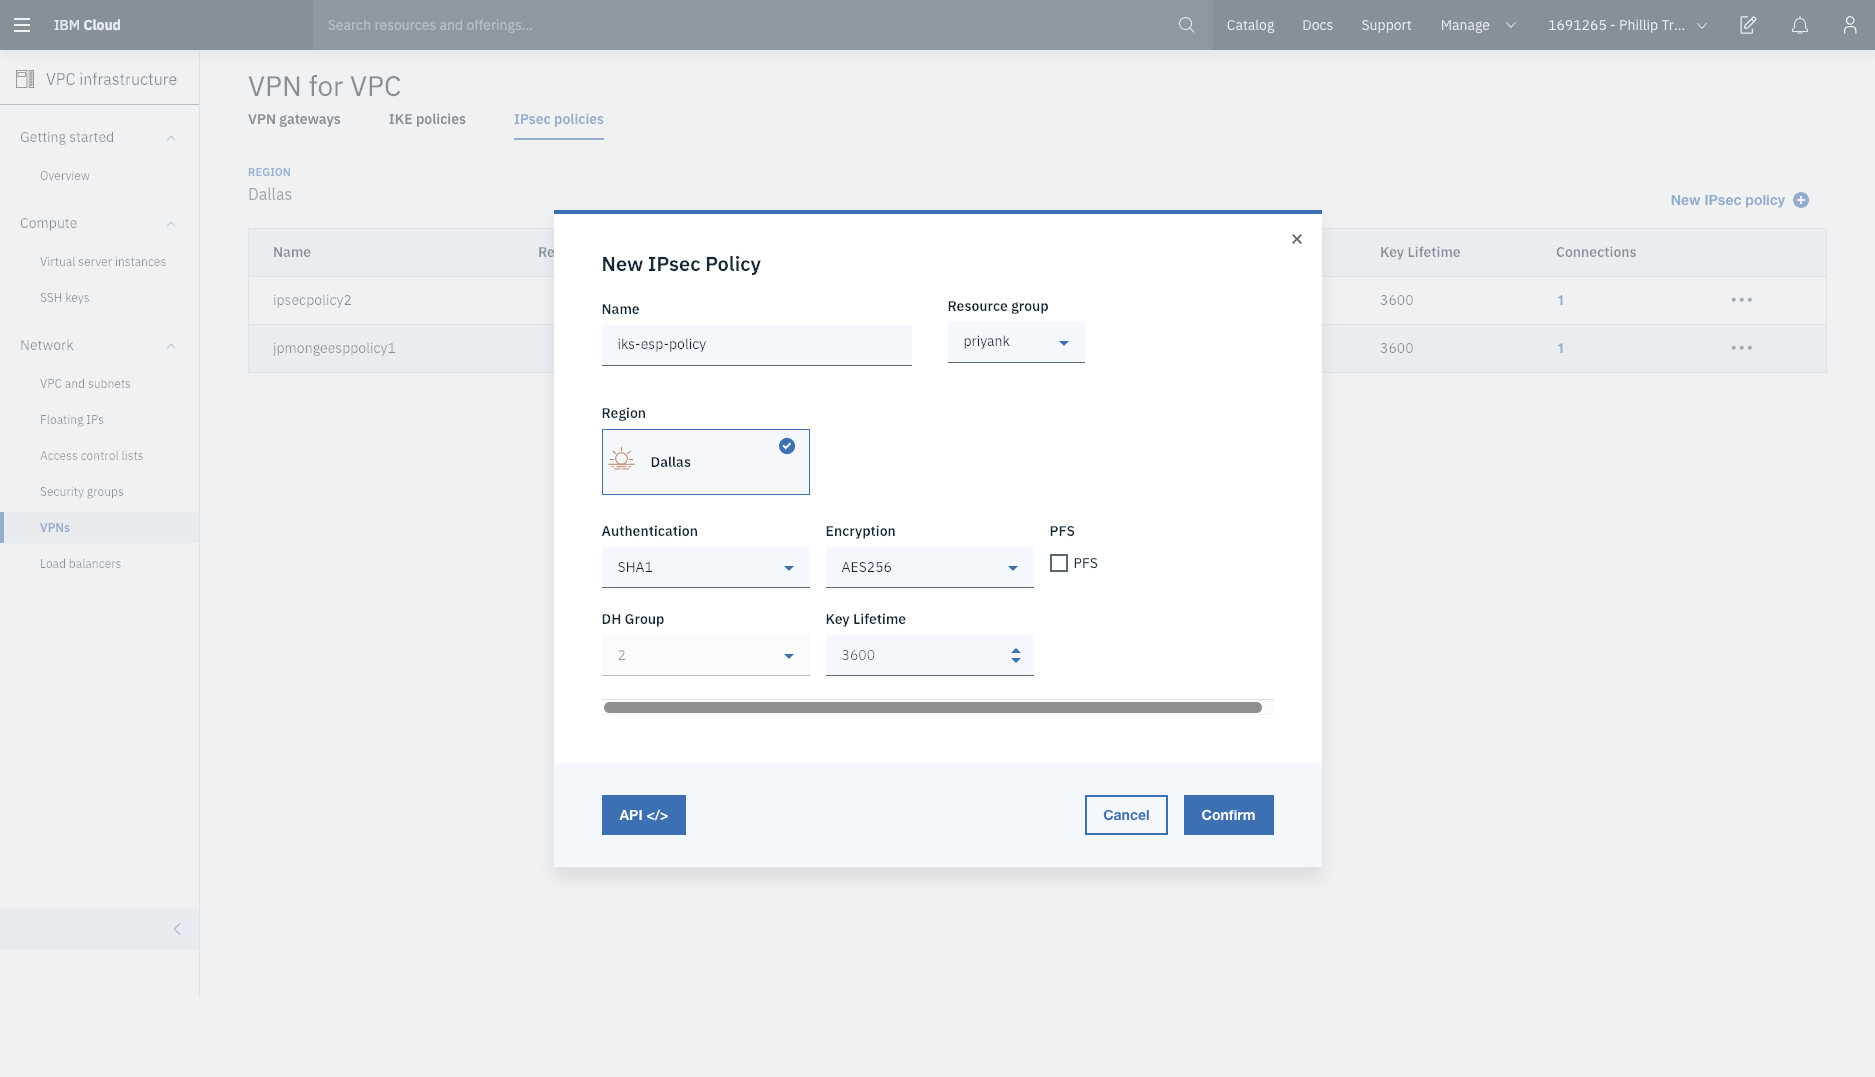 IBM Cloud
Search resources and offerings...
Catalog
Docs
Support
Manage
1691265 - Phillip Tr...
VPC infrastructure
Getting started
Overview
Compute
Virtual server instances
SSH keys
Network
VPC and subnets
Floating IPs
Access control lists
Security groups
VPNs
Load balancers
VPN for VPC
VPN gateways
IKE policies
IPsec policies
REGION
Dallas
New IPsec policy
Name
Re
Key Lifetime
Connections
ipsecpolicy2
3600
1
jpmongeesppolicy1
3600
1
New IPsec Policy
Name
Resource group
iks-esp-policy
priyank
Region
Dallas
Authentication
Encryption
PFS
SHA1
AES256
PFS
DH Group
Key Lifetime
2
3600
API </>
Cancel
Confirm